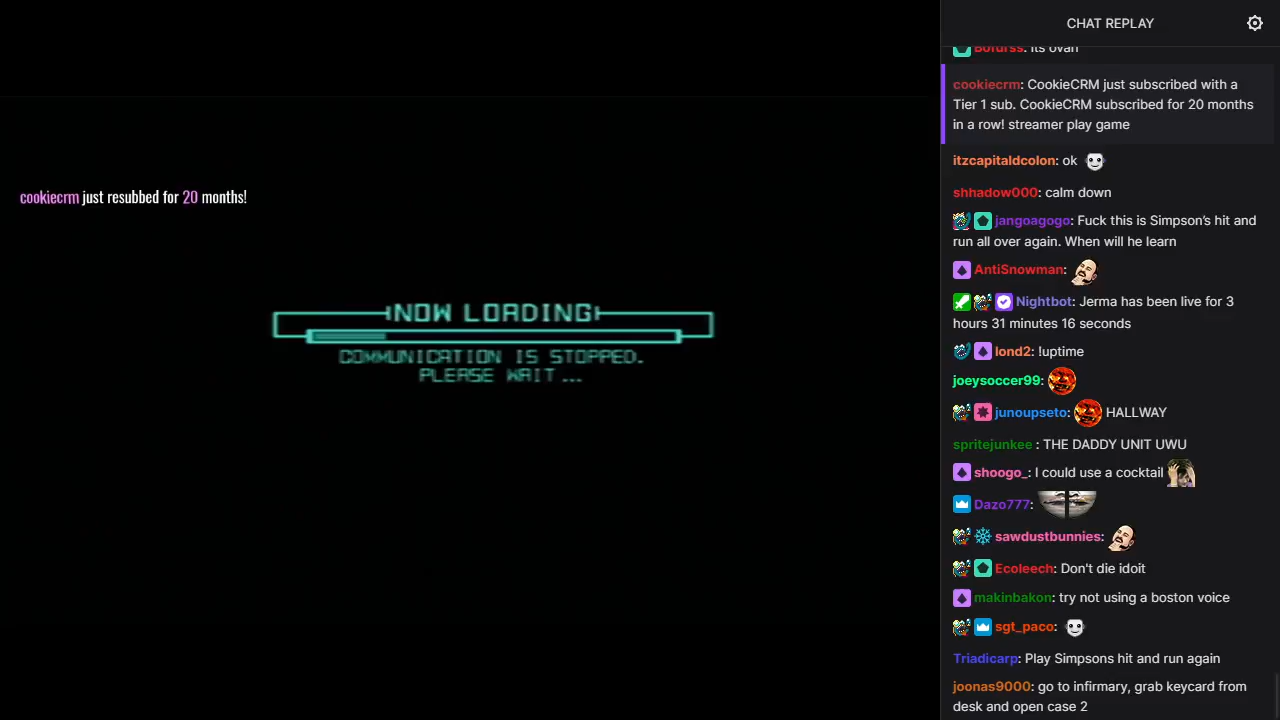 cookiecrm just resubbed for 20 months!
NOW LOADING
COMMUNICATION IS STOPPED.
PLEASE WAIT...
CHAT REPLAY
Bofurss: its ovah
cookiecrm: CookieCRM just subscribed with a
Tier 1 sub. CookieCRM subscribed for 20 months
in a row! streamer play game
itzcapitaldcolon: ok
shhadow000: calm down
jangoagogo: Fuck this is Simpson's hit and
run all over again. When will he learn
AntiSnowman:
Nightbot: Jerma has been live for 3
hours 31 minutes 16 seconds
lond2: !uptime
joeysoccer99:
junoupseto: HALLWAY
spritejunkee : THE DADDY UNIT UWU
shoogo_: I could use a cocktail
Dazo777:
sawdustbunnies:
Ecoleech: Don't die idoit
makinbakon: try not using a boston voice
sgt_paco:
Triadicarp: Play Simpsons hit and run again
joonas9000: go to infirmary, grab keycard from
desk and open case 2